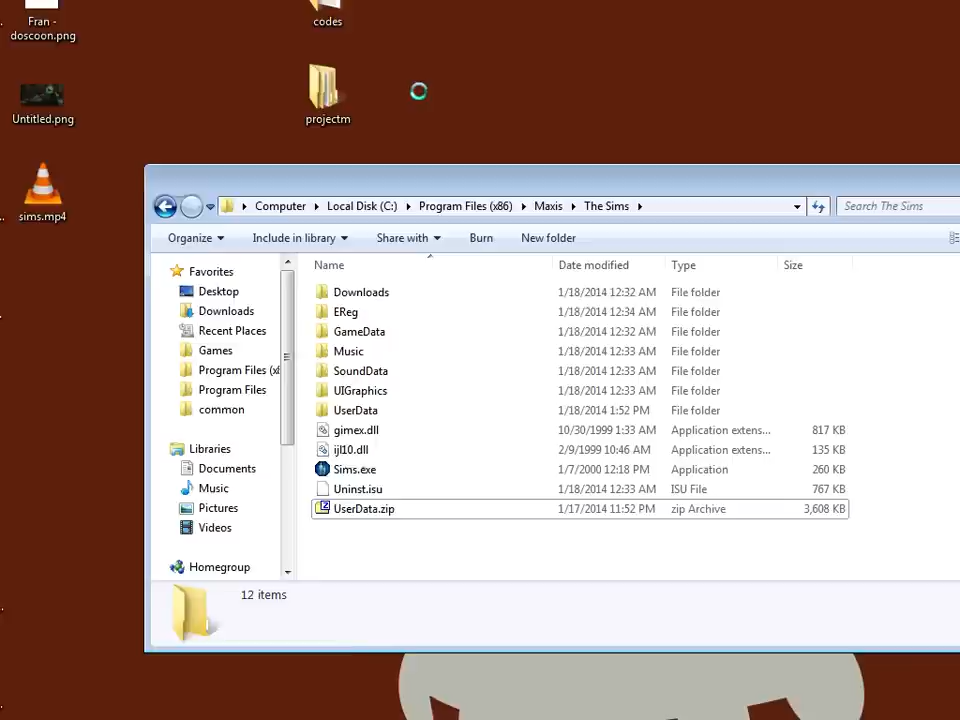 Fran -
doscoon.png
codes
Untitled.png
projectm
sims.mp4
Computer
Local Disk (C:)
Program Files (x86)
Maxis
The Sims
Search The Sims
Organize
Include in library
Share with
Burn
New folder
Name
Date modified
Type
Size
Favorites
Desktop
Downloads
Recent Places
Games
Program Files (x
Program Files
common
Libraries
Documents
Music
Pictures
Videos
Homegroup
Downloads 1/18/2014 12:32 AM File folder
EReg 1/18/2014 12:34 AM File folder
GameData 1/18/2014 12:32 AM File folder
Music 1/18/2014 12:33 AM File folder
SoundData 1/18/2014 12:33 AM File folder
UIGraphics 1/18/2014 12:33 AM File folder
UserData 1/18/2014 1:52 PM File folder
gimex.dll 10/30/1999 1:33 AM Application extens... 817 KB
ijl10.dll 2/9/1999 10:46 AM Application extens... 135 KB
Sims.exe 1/7/2000 12:18 PM Application 260 KB
Uninst.isu 1/18/2014 12:33 AM ISU File 767 KB
UserData.zip 1/17/2014 11:52 PM zip Archive 3,608 KB
12 items